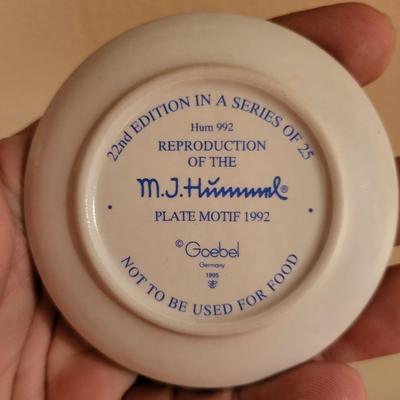 22nd EDITION IN A SERIES OF 25
Hum 992
REPRODUCTION
OF THE
M.J.Hummel®
PLATE MOTIF 1992
© Goebel
Germany
1995
NOT TO BE USED FOR FOOD